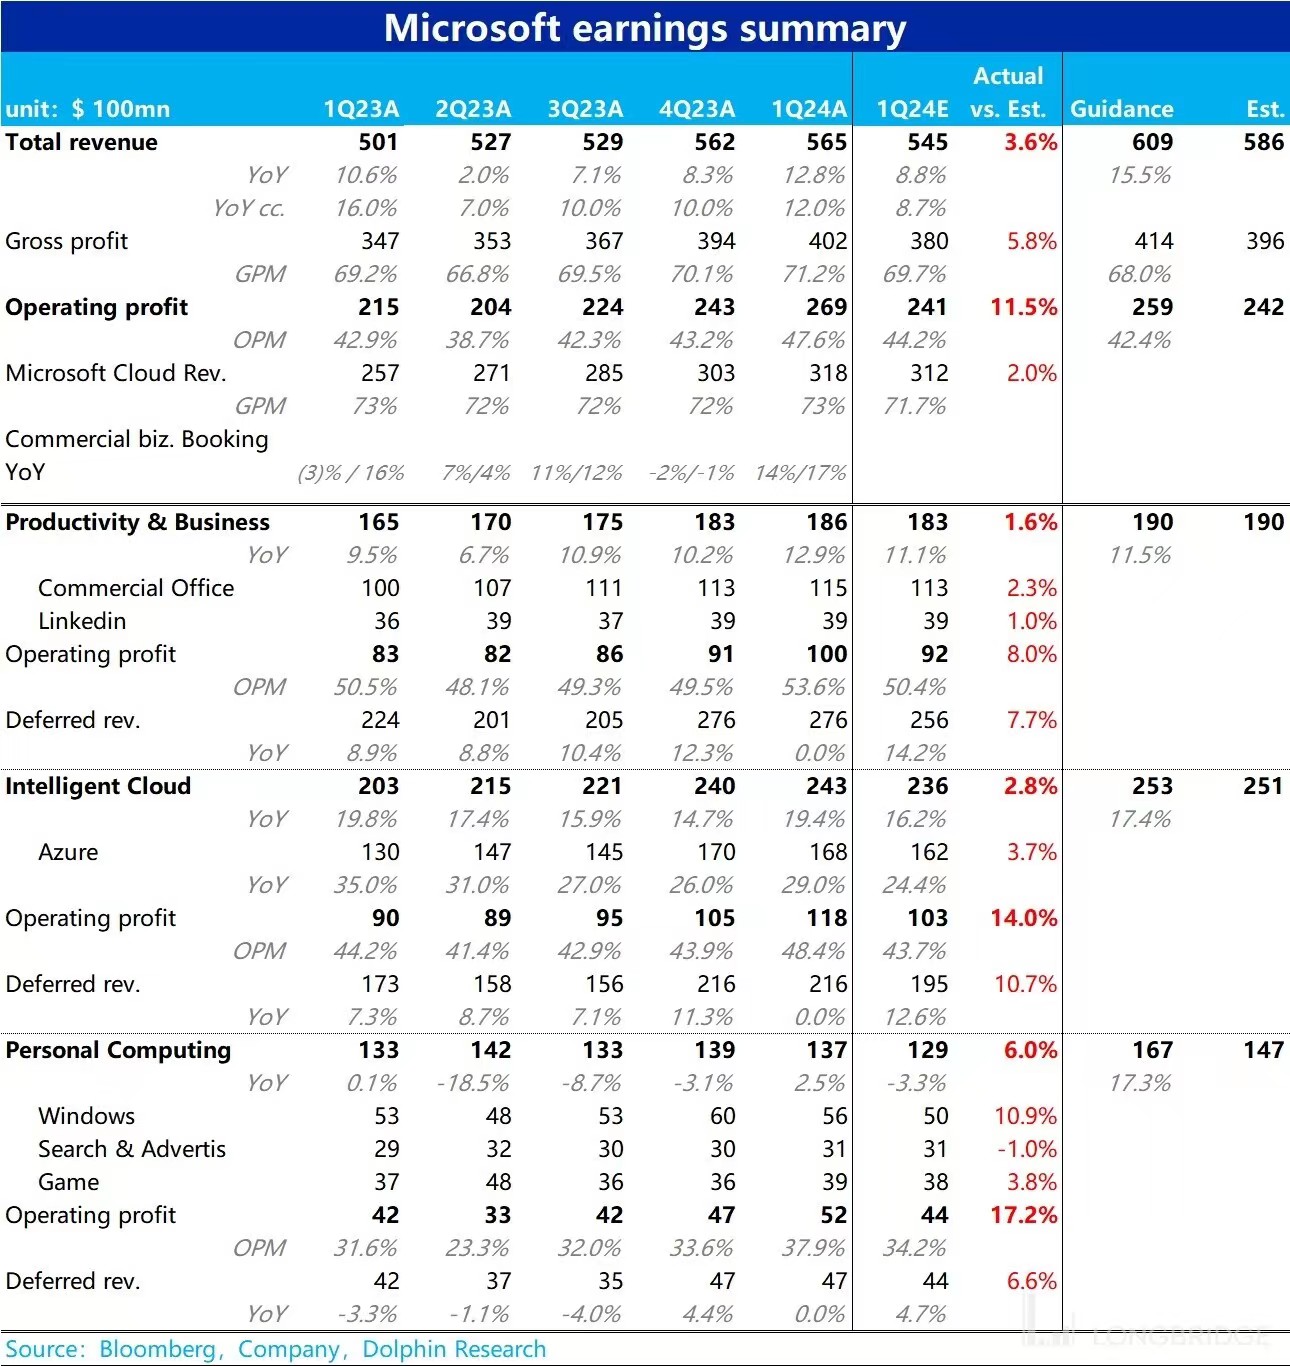 Microsoft earnings summary
Actual
unit: $ 100mn 1Q23A 2Q23A 3Q23A 4Q23A 1Q24A 1Q24E vs. Est. Guidance Est.
Total revenue 501 527 529 562 565 545 3.6% 609 586
YoY 10.6% 2.0% 7.1% 8.3% 12.8% 8.8% 15.5%
YoY cc. 16.0% 7.0% 10.0% 10.0% 12.0% 8.7%
Gross profit 347 353 367 394 402 380 5.8% 414 396
GPM 69.2% 66.8% 69.5% 70.1% 71.2% 69.7% 68.0%
Operating profit 215 204 224 243 269 241 11.5% 259 242
OPM 42.9% 38.7% 42.3% 43.2% 47.6% 44.2% 42.4%
Microsoft Cloud Rev. 257 271 285 303 318 312 2.0%
GPM 73% 72% 72% 72% 73% 71.7%
Commercial biz. Booking
YoY (3)% / 16% 7%/4% 11%/12% -2%/-1% 14%/17%
Productivity & Business 165 170 175 183 186 183 1.6% 190 190
YoY 9.5% 6.7% 10.9% 10.2% 12.9% 11.1% 11.5%
Commercial Office 100 107 111 113 115 113 2.3%
Linkedin 36 39 37 39 39 39 1.0%
Operating profit 83 82 86 91 100 92 8.0%
OPM 50.5% 48.1% 49.3% 49.5% 53.6% 50.4%
Deferred rev. 224 201 205 276 276 256 7.7%
YoY 8.9% 8.8% 10.4% 12.3% 0.0% 14.2%
Intelligent Cloud 203 215 221 240 243 236 2.8% 253 251
YoY 19.8% 17.4% 15.9% 14.7% 19.4% 16.2% 17.4%
Azure 130 147 145 170 168 162 3.7%
YoY 35.0% 31.0% 27.0% 26.0% 29.0% 24.4%
Operating profit 90 89 95 105 118 103 14.0%
OPM 44.2% 41.4% 42.9% 43.9% 48.4% 43.7%
Deferred rev. 173 158 156 216 216 195 10.7%
YoY 7.3% 8.7% 7.1% 11.3% 0.0% 12.6%
Personal Computing 133 142 133 139 137 129 6.0% 167 147
YoY 0.1% -18.5% -8.7% -3.1% 2.5% -3.3% 17.3%
Windows 53 48 53 60 56 50 10.9%
Search & Advertis 29 32 30 30 31 31 -1.0%
Game 37 48 36 36 39 38 3.8%
Operating profit 42 33 42 47 52 44 17.2%
OPM 31.6% 23.3% 32.0% 33.6% 37.9% 34.2%
Deferred rev. 42 37 35 47 47 44 6.6%
YoY -3.3% -1.1% -4.0% 4.4% 0.0% 4.7%
LONGBRIDGE
Source: Bloomberg, Company, Dolphin Research